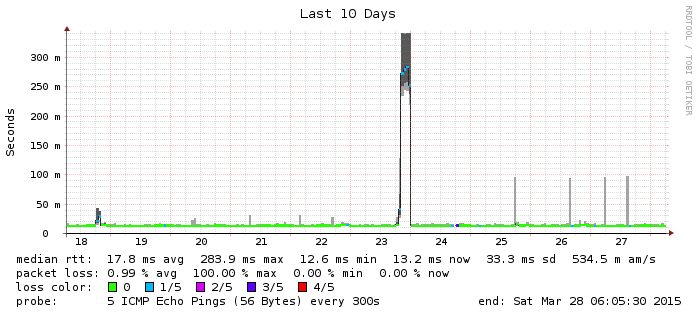 Last 10 Days
RRDTOOL / TOBI OETIKER
Seconds
300 m
250 m
200 m
150 m
100 m
50 m
0
18 19 20 21 22 23 24 25 26 27
median rtt: 17.8 ms avg 283.9 ms max 12.6 ms min 13.2 ms now 33.3 ms sd 534.5 m am/s
packet loss: 0.99 % avg 100.00 % max 0.00 % min 0.00 % now
loss color: 0 1/5 2/5 3/5 4/5
probe: 5 ICMP Echo Pings (56 Bytes) every 300s end: Sat Mar 28 06:05:30 2015